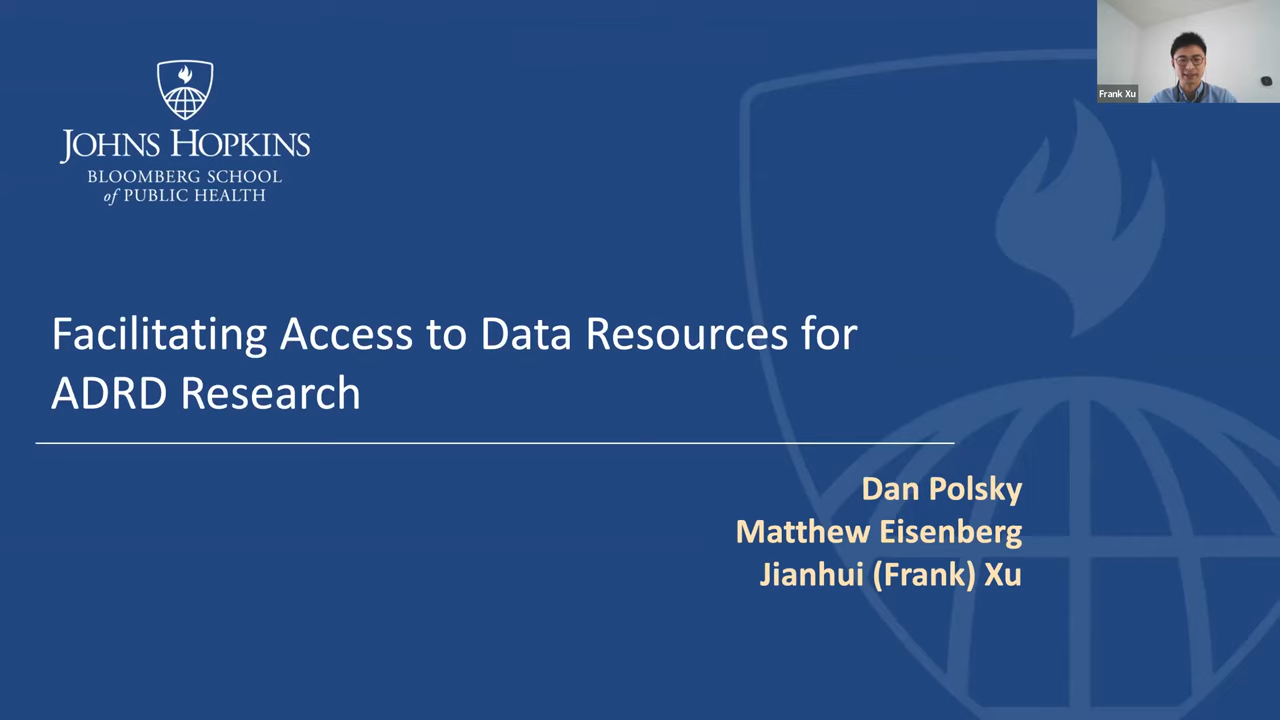 Frank Xu
JOHNS HOPKINS
BLOOMBERG SCHOOL
of PUBLIC HEALTH
Facilitating Access to Data Resources for
ADRD Research
Dan Polsky
Matthew Eisenberg
Jianhui (Frank) Xu